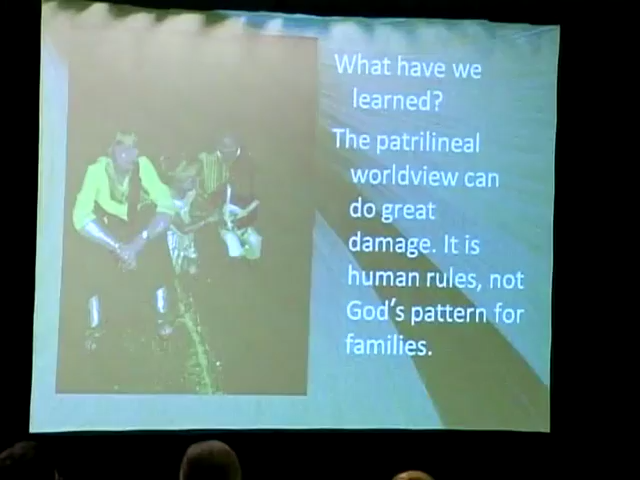 What have we
learned?
The patrilineal
worldview can
do great
damage. It is
human rules, not
God's pattern for
families.